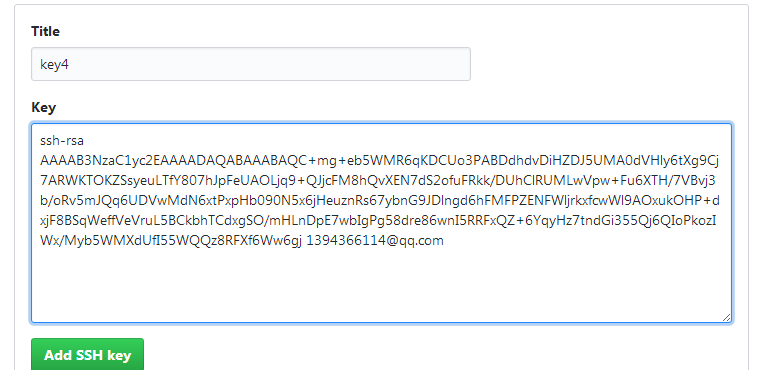 Title
key4
Key
ssh-rsa
AAAAB3NzaC1yc2EAAAADAQABAAABAQC+mg+eb5WMR6qKDCUo3PABDdhdvDiHZDJ5UMA0dVHly6tXg9Cj
7ARWKTOKZSsyeuLTfY807hJpFeUAOLjq9+QJjcFM8hQvXEN7dS2ofuFRkk/DUhClRUMLwVpw+Fu6XTH/7VBvj3
b/oRv5mJQq6UDVwMdN6xtPxpHb090N5x6jHeuznRs67ybnG9JDlngd6hFMFPZENFWljrkxfcwWl9AOxukOHP+d
xjF8BSqWeffVeVruL5BCkbhTCdxgSO/mHLnDpE7wbIgPg58dre86wnI5RRFxQZ+6YqyHz7tndGi355Qj6QIoPkozI
Wx/Myb5WMXdUfI55WQQz8RFXf6Ww6gj 1394366114@qq.com
Add SSH key